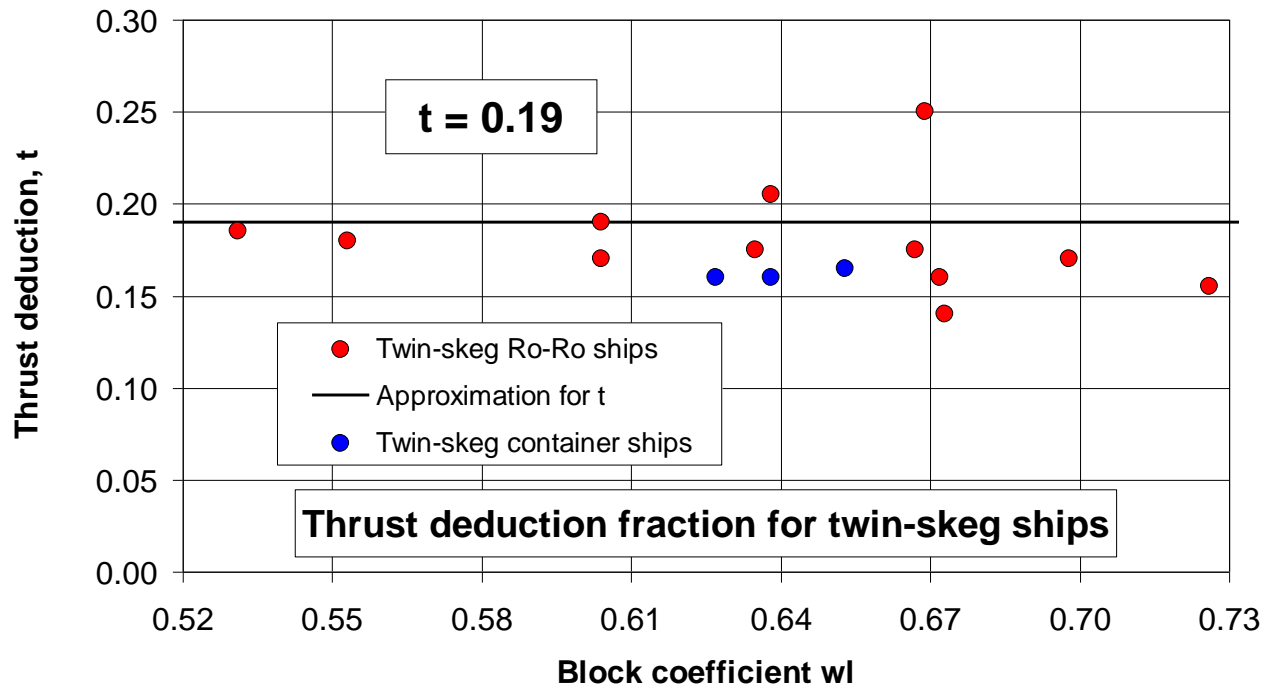 0.30
0.25
0.20
0.15
0.10
0.05
0.00
Thrust deduction, t
t = 0.19
Twin-skeg Ro-Ro ships
Approximation for t
Twin-skeg container ships
Thrust deduction fraction for twin-skeg ships
0.52 0.55 0.58 0.61 0.64 0.67 0.70 0.73
Block coefficient wl